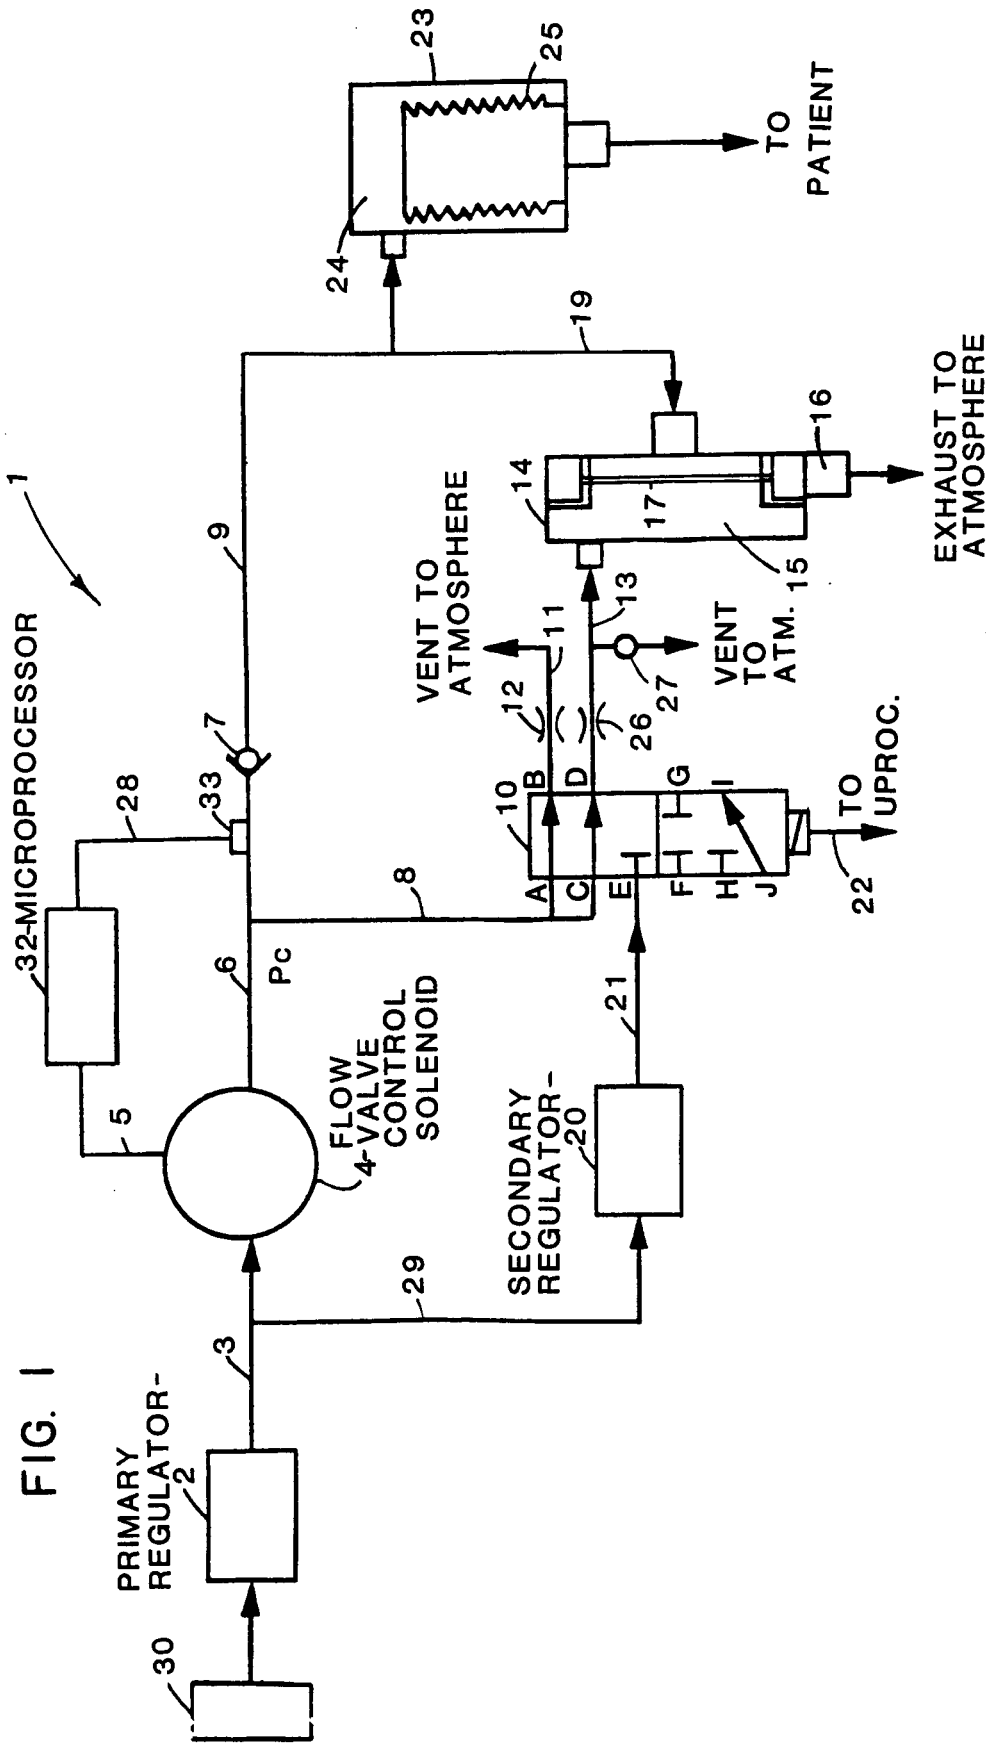 FIG. 1
1
32-MICROPROCESSOR
5
28
33
7
9
30
PRIMARY
REGULATOR-
2
3
FLOW
4-VALVE
CONTROL
SOLENOID
6
Pc
8
29
SECONDARY
REGULATOR-
20
21
10
A
B
C
D
E
F
G
H
I
J
22
TO
UPROC.
12
11
VENT TO
ATMOSPHERE
26
13
27
VENT
TO
ATM.
14
15
17
16
EXHAUST TO
ATMOSPHERE
19
24
23
25
TO
PATIENT